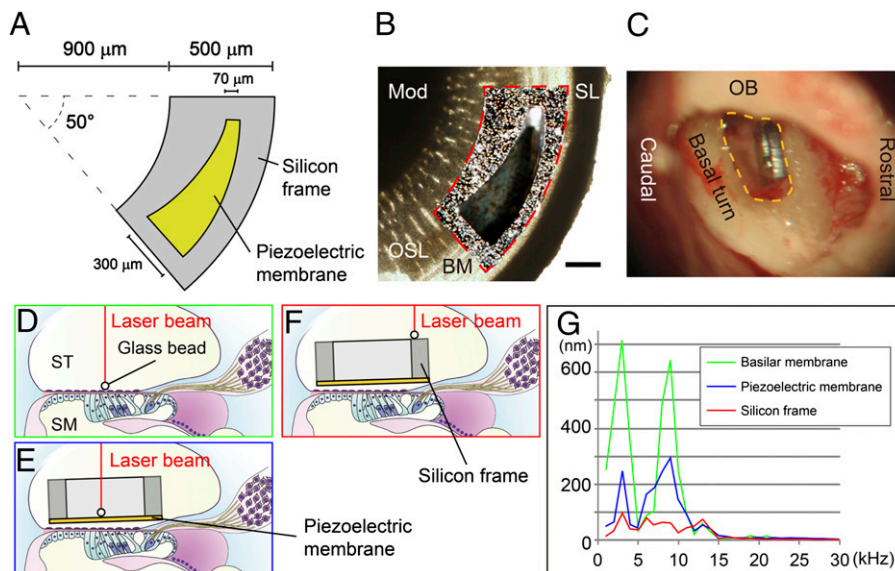 A
900 μm
500 μm
70 μm
50°
Silicon
frame
Piezoelectric
membrane
300 μm
B
Mod
SL
OSL
BM
C
OB
Caudal
Basal turn
Rostral
D
Laser beam
Glass bead
ST
SM
E
Laser beam
Piezoelectric
membrane
F
Laser beam
Silicon frame
G
(nm)
600
400
200
0
0
5
10
15
20
25
30
(kHz)
Basilar membrane
Piezoelectric membrane
Silicon frame